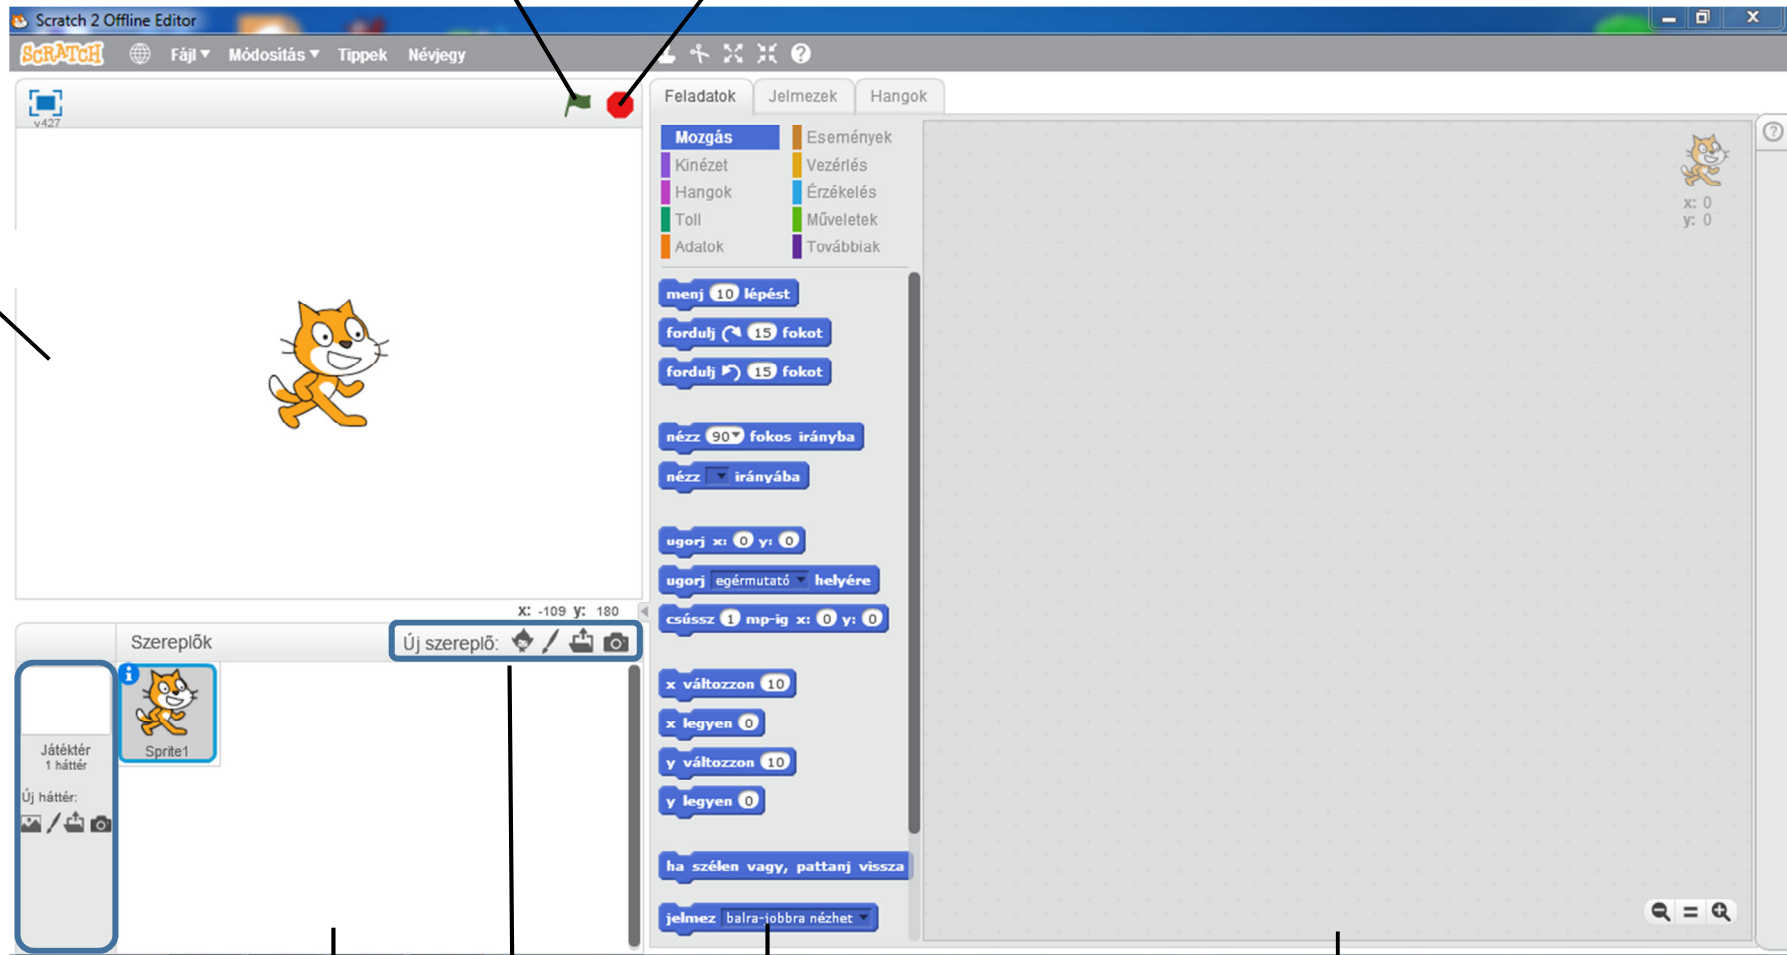 Scratch 2 Offline Editor
SCRATCH Fájl Módosítás Tippek Névjegy
v427
x: -109 y: 180
Szereplők
Új szereplő:
Játéktér
1 háttér
Új háttér:
Sprite1
Feladatok Jelmezek Hangok
Mozgás Események
Kinézet Vezérlés
Hangok Érzékelés
Toll Műveletek
Adatok Továbbiak
menj 10 lépést
fordulj 15 fokot
fordulj 15 fokot
nézz 90 fokos irányba
nézz irányába
ugorj x: 0 y: 0
ugorj egérmutató helyére
csússz 1 mp-ig x: 0 y: 0
x változzon 10
x legyen 0
y változzon 10
y legyen 0
ha szélen vagy, pattanj vissza
jelmez balra-jobbra nézhet
x: 0
y: 0